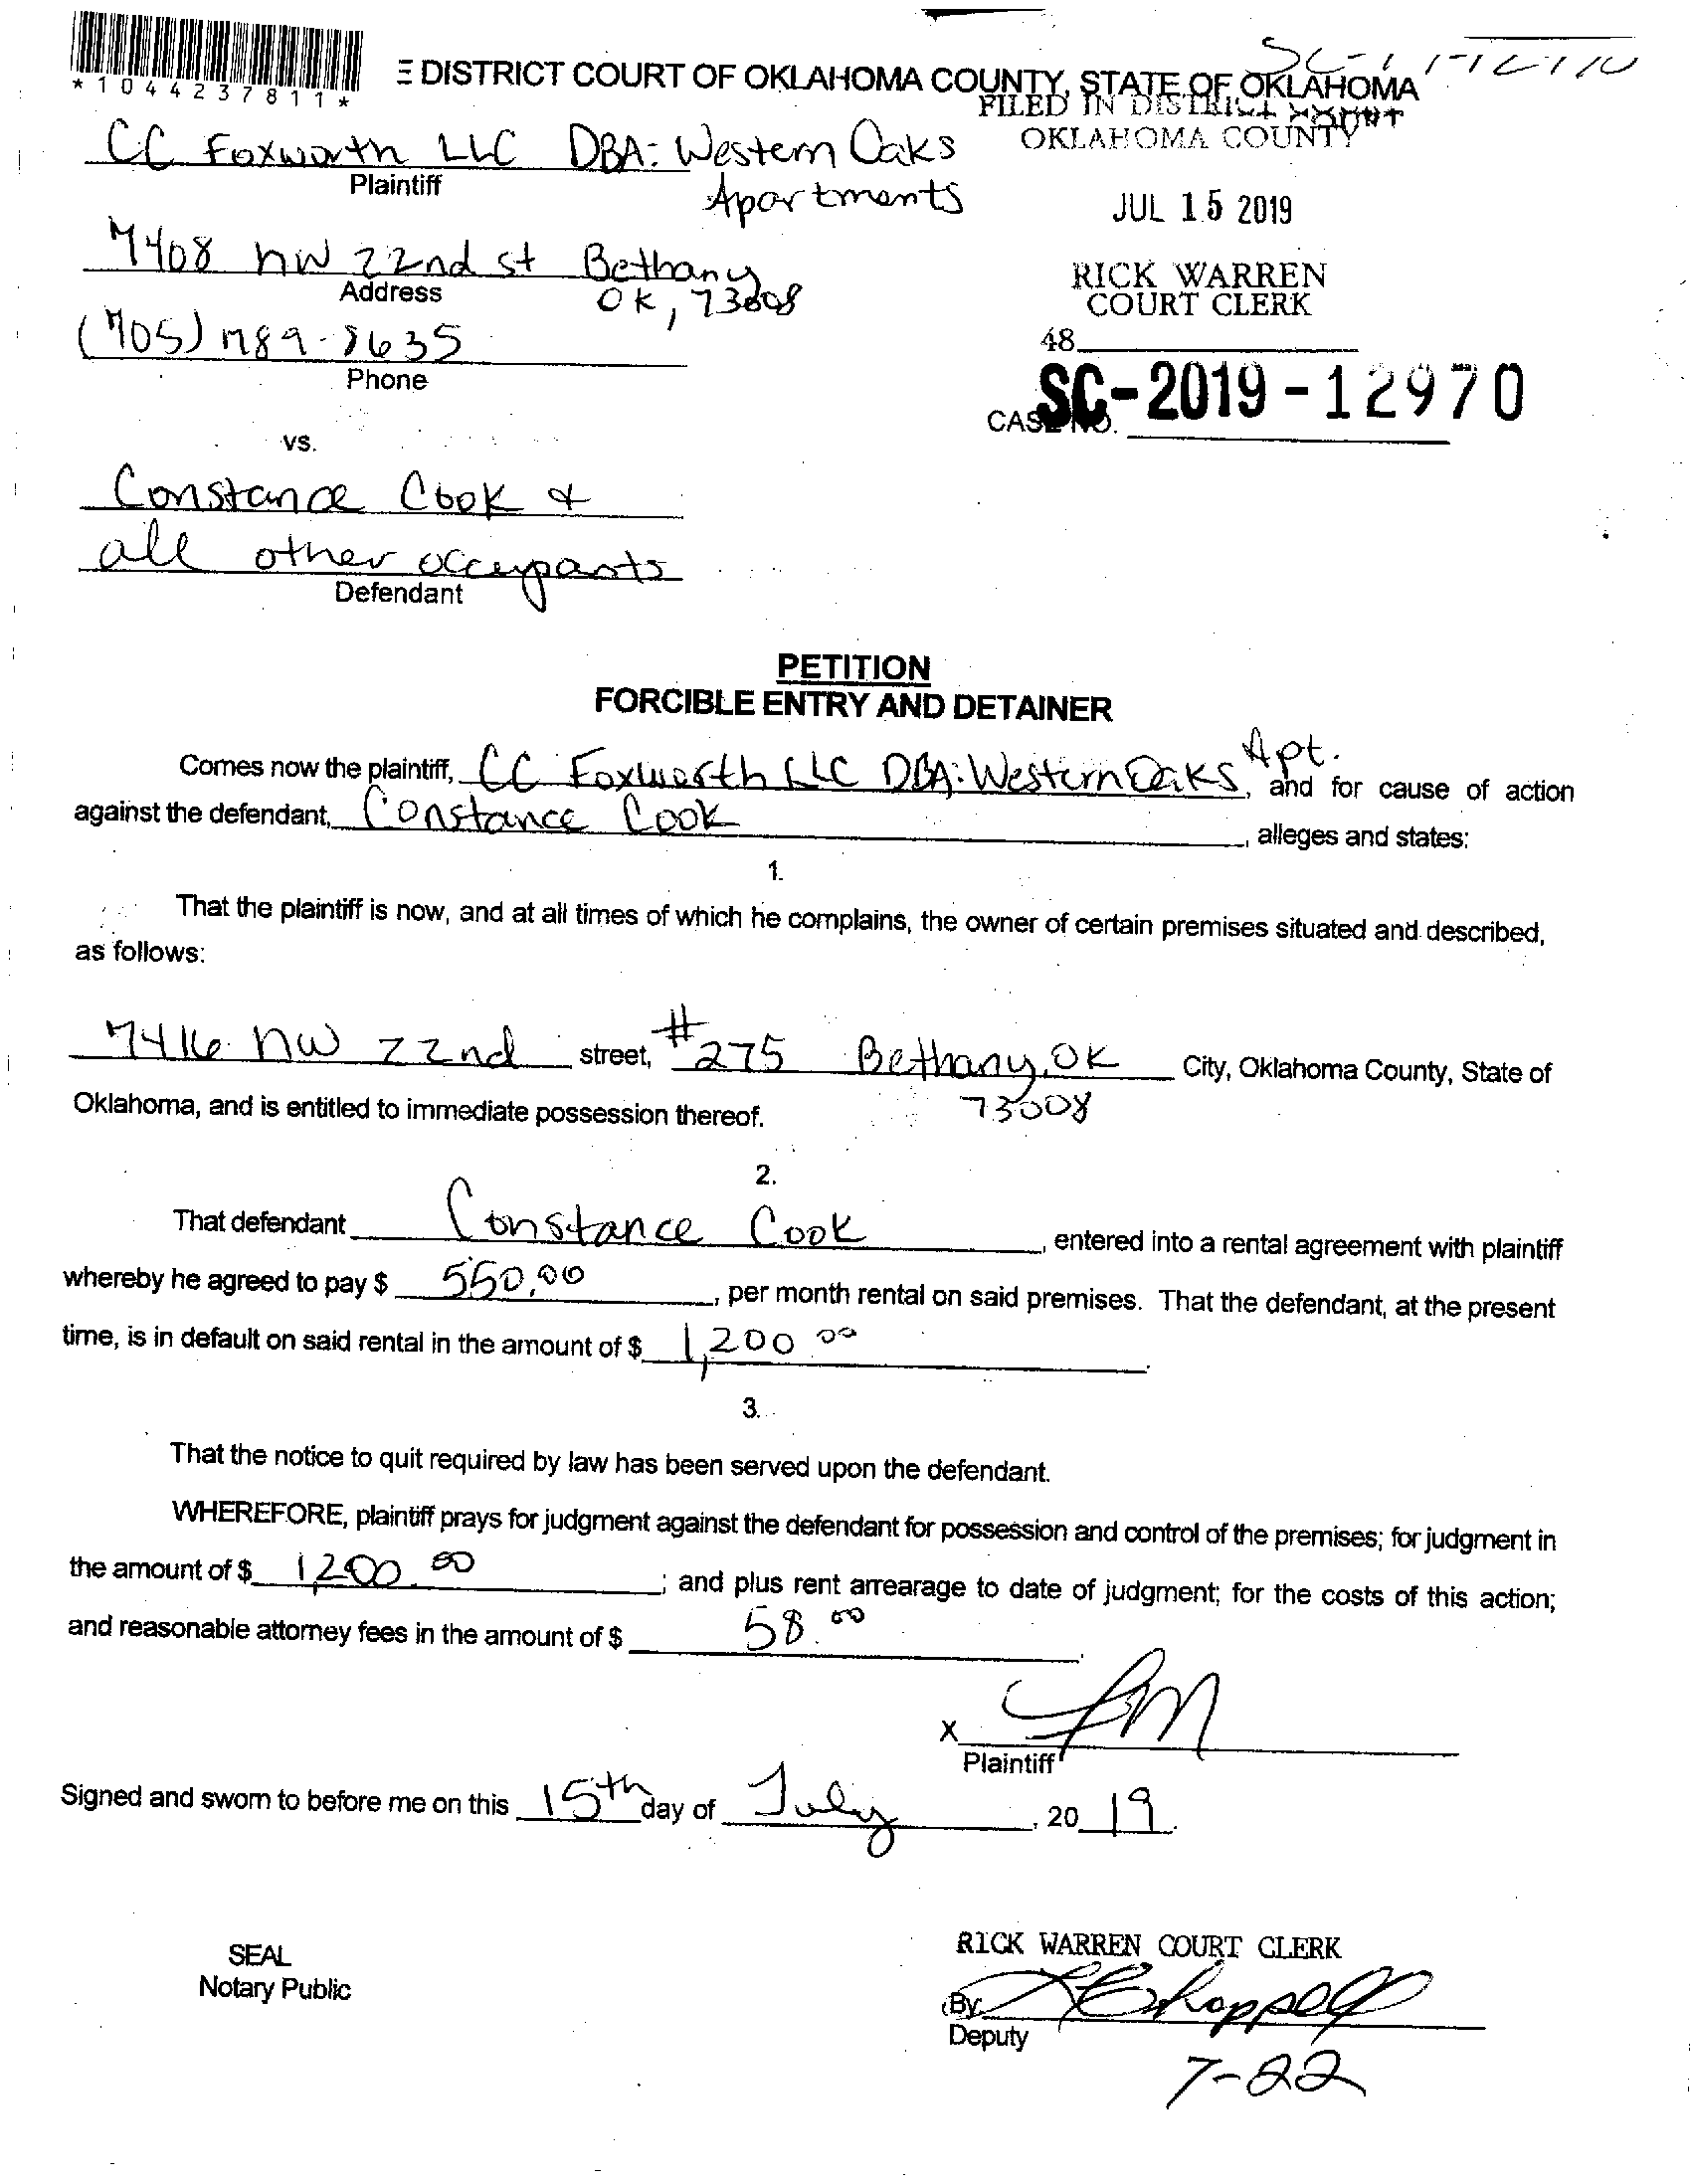 *1044237811*
E DISTRICT COURT OF OKLAHOMA COUNTY, STATE OF OKLAHOMA
FILED IN DISTRICT COURT
OKLAHOMA COUNTY
CC Foxworth LLC DBA: Western Oaks
Plaintiff
Apartments
JUL 15 2019
7408 NW 22nd st Bethany
Address
OK, 73008
RICK WARREN
COURT CLERK
48
(405) 789-8635
Phone
CASE NO.
SC-2019-12970
vs.
Constance Cook &
all other occupants
Defendant
PETITION
FORCIBLE ENTRY AND DETAINER
Comes now the plaintiff, CC Foxworth LLC DBA: Western Oaks Apt. , and for cause of action
against the defendant, Constance Cook , alleges and states:
1.
That the plaintiff is now, and at all times of which he complains, the owner of certain premises situated and described,
as follows:
7416 NW 22nd street, #275 Bethany, OK City, Oklahoma County, State of
Oklahoma, and is entitled to immediate possession thereof. 73008
2.
That defendant Constance Cook , entered into a rental agreement with plaintiff
whereby he agreed to pay $ 550.00 , per month rental on said premises. That the defendant, at the present
time, is in default on said rental in the amount of $ 1,200.00 .
3.
That the notice to quit required by law has been served upon the defendant.
WHEREFORE, plaintiff prays for judgment against the defendant for possession and control of the premises; for judgment in
the amount of $ 1,200.00 ; and plus rent arrearage to date of judgment; for the costs of this action;
and reasonable attorney fees in the amount of $ 58.00 .
X
Plaintiff
Signed and sworn to before me on this 15th day of July , 20 19.
SEAL
Notary Public
RICK WARREN COURT CLERK
By
Deputy
7-22